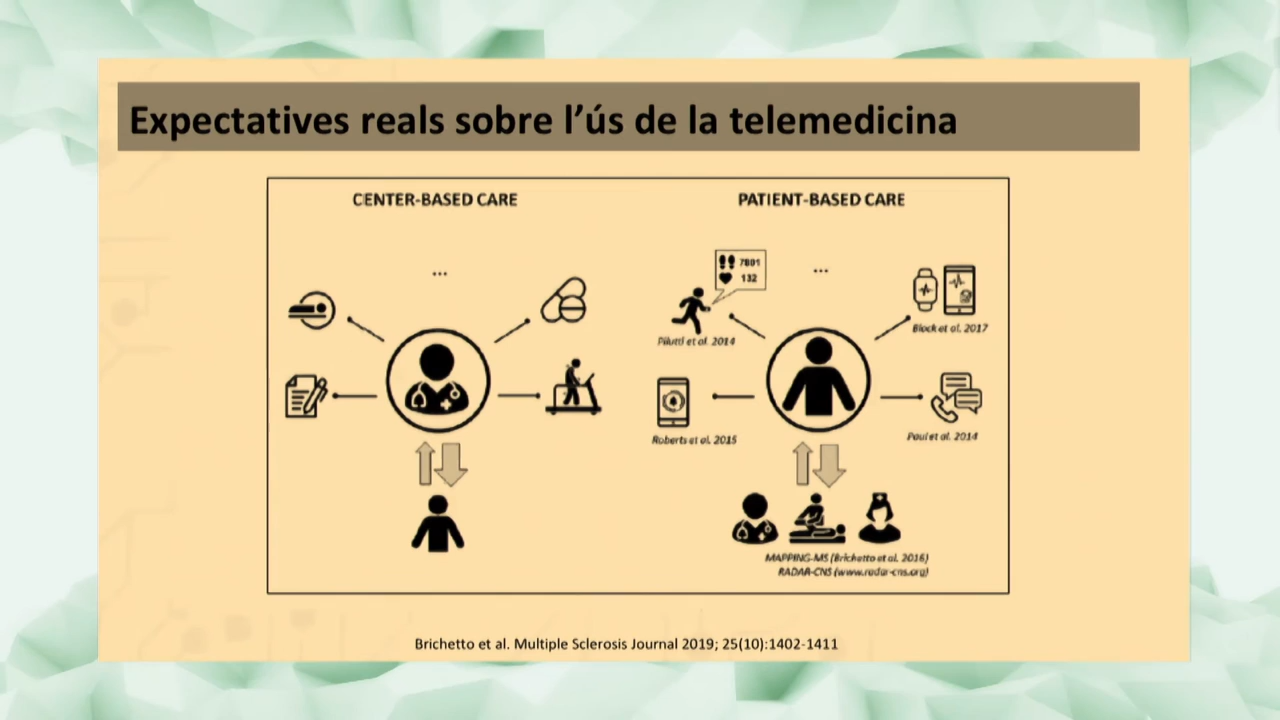 Expectatives reals sobre l'ús de la telemedicina
CENTER-BASED CARE
PATIENT-BASED CARE
...
...
7801
132
Pilutti et al. 2014
Block et al. 2017
Roberts et al. 2015
Paul et al. 2014
MAPPING-MS (Brichetto et al. 2016)
RADAR-CNS (www.radar-cns.org)
Brichetto et al. Multiple Sclerosis Journal 2019; 25(10):1402-1411